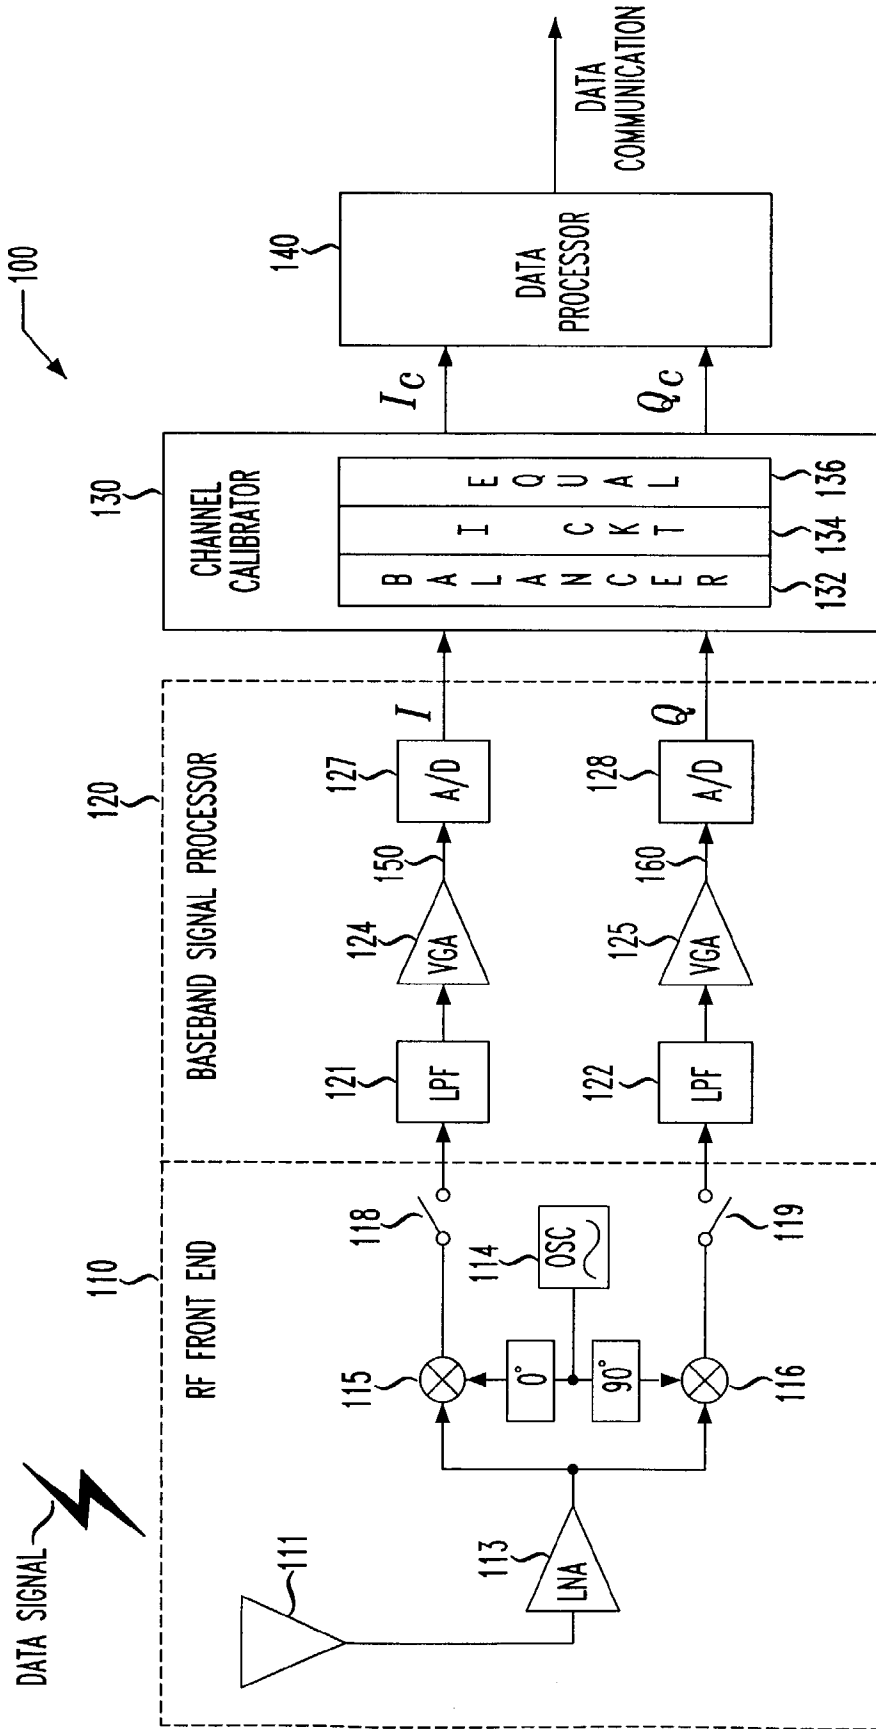 100
DATA SIGNAL
110
RF FRONT END
111
113
LNA
115
0°
90°
116
114
OSC
118
119
120
BASEBAND SIGNAL PROCESSOR
121
LPF
122
LPF
124
VGA
125
VGA
150
160
127
A/D
128
A/D
I
Q
130
CHANNEL
CALIBRATOR
BALANCER
I CKT
EQUAL
132
134
136
Ic
Qc
140
DATA
PROCESSOR
DATA
COMMUNICATION